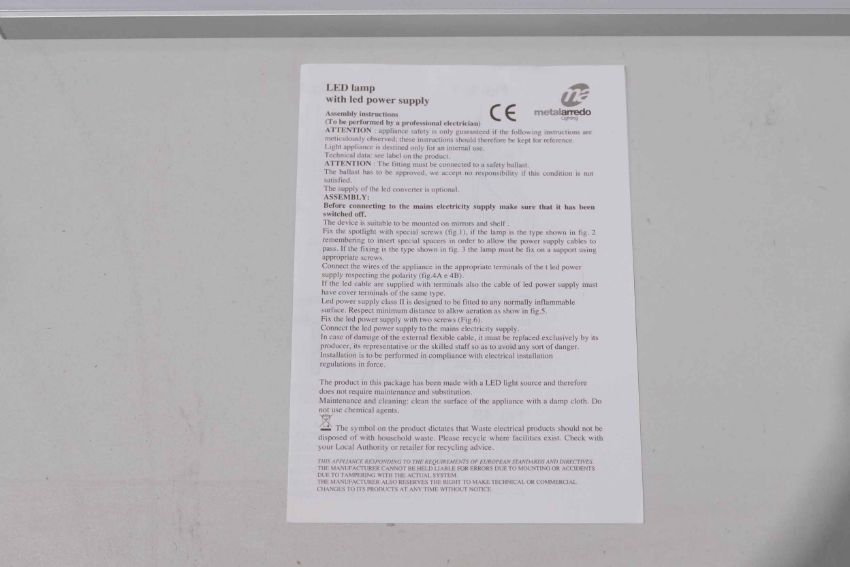 LED lamp
with led power supply
CE
metalarredo
Lighting
Assembly instructions
(To be performed by a professional electrician)
ATTENTION : appliance safety is only guaranteed if the following instructions are
meticulously observed; these instructions should therefore be kept for reference.
Light appliance is destined only for an internal use.
Technical data: see label on the product.
ATTENTION : The fitting must be connected to a safety ballast.
The ballast has to be approved, we accept no responsibility if this condition is not
satisfied.
The supply of the led converter is optional.
ASSEMBLY:
Before connecting to the mains electricity supply make sure that it has been
switched off.
The device is suitable to be mounted on mirrors and shelf .
Fix the spotlight with special screws (fig.1), if the lamp is the type shown in fig. 2
remembering to insert special spacers in order to allow the power supply cables to
pass. If the fixing is the type shown in fig. 3 the lamp must be fix on a support using
appropriate screws.
Connect the wires of the appliance in the appropriate terminals of the t led power
supply respecting the polarity (fig.4A e 4B).
If the led cable are supplied with terminals also the cable of led power supply must
have cover terminals of the same type.
Led power supply class II is designed to be fitted to any normally inflammable
surface. Respect minimum distance to allow aeration as show in fig.5.
Fix the led power supply with two screws (Fig.6).
Connect the led power supply to the mains electricity supply.
In case of damage of the external flexible cable, it must be replaced exclusively by its
producer, its representative or the skilled staff so as to avoid any sort of danger.
Installation is to be performed in compliance with electrical installation
regulations in force.
The product in this package has been made with a LED light source and therefore
does not require maintenance and substitution.
Maintenance and cleaning: clean the surface of the appliance with a damp cloth. Do
not use chemical agents.
The symbol on the product dictates that Waste electrical products should not be
disposed of with household waste. Please recycle where facilities exist. Check with
your Local Authority or retailer for recycling advice.
THIS APPLIANCE RESPONDING TO THE REQUIREMENTS OF EUROPEAN STANDARDS AND DIRECTIVES.
THE MANUFACTURER CANNOT BE HELD LIABLE FOR ERRORS DUE TO MOUNTING OR ACCIDENTS
DUE TO TAMPERING WITH THE ACTUAL SYSTEM.
THE MANUFACTURER ALSO RESERVES THE RIGHT TO MAKE TECHNICAL OR COMMERCIAL
CHANGES TO ITS PRODUCTS AT ANY TIME WITHOUT NOTICE.